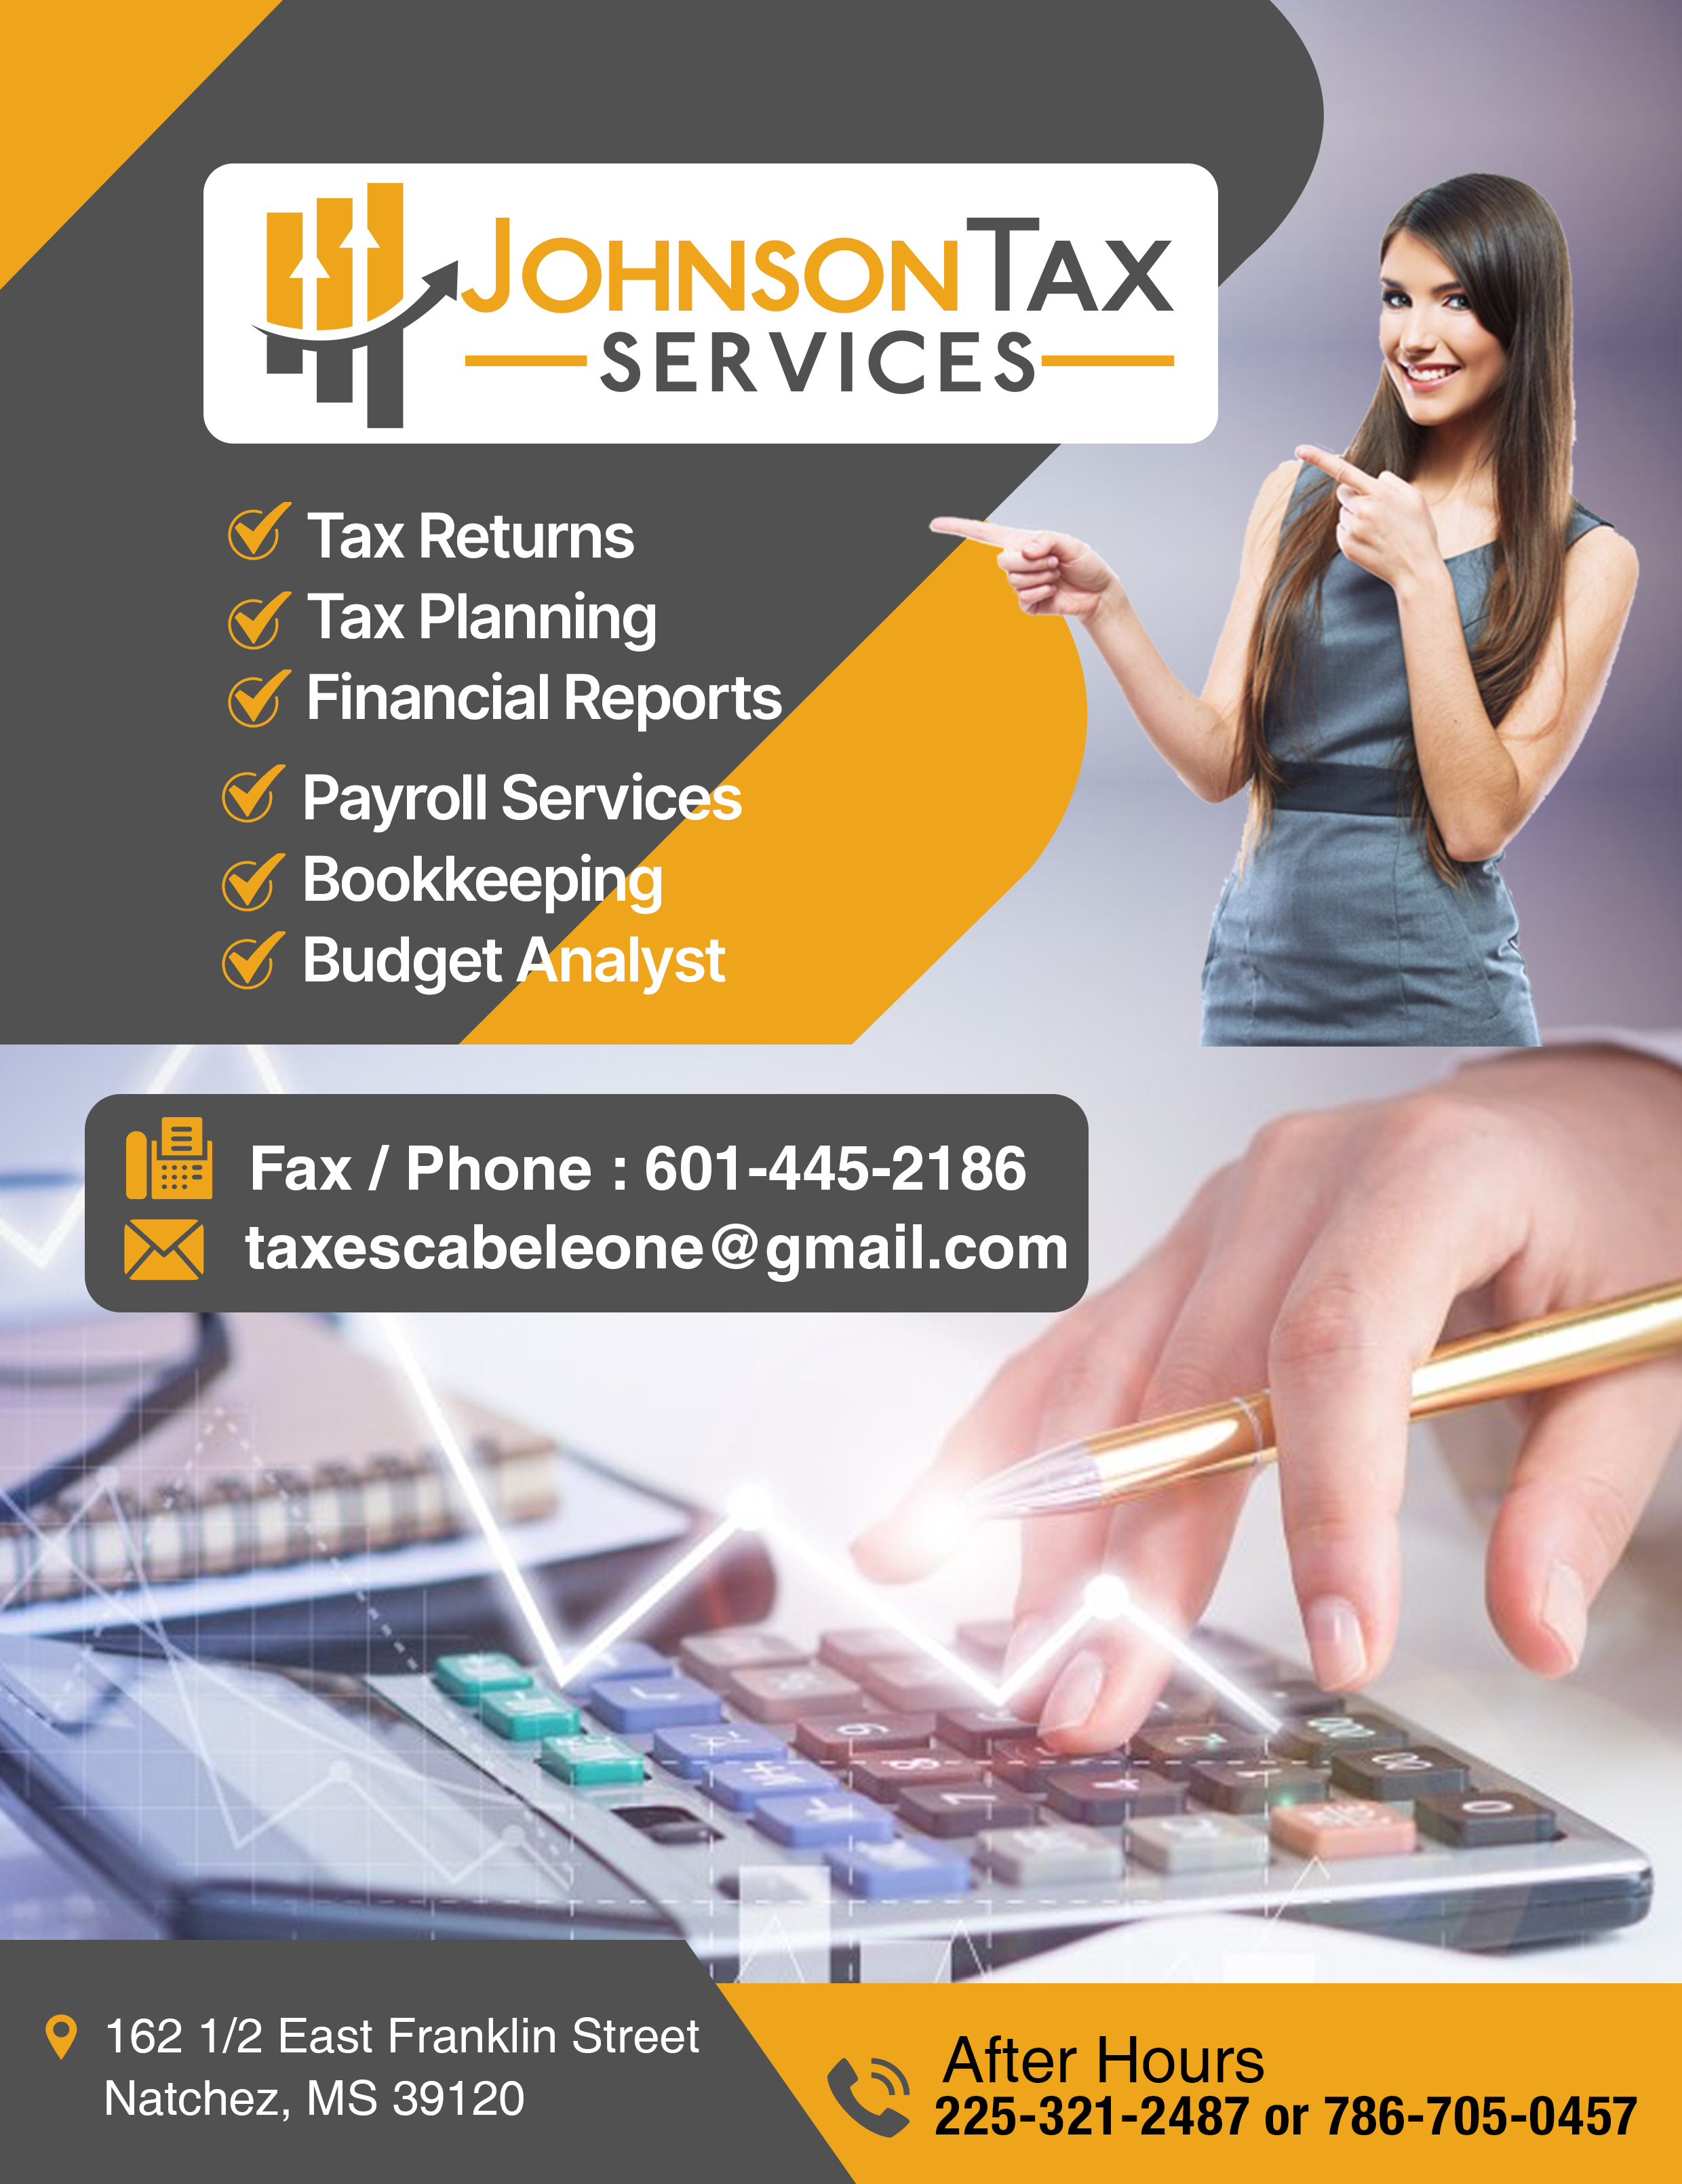 JOHNSON TAX
SERVICES
Tax Returns
Tax Planning
Financial Reports
Payroll Services
Bookkeeping
Budget Analyst
Fax / Phone : 601-445-2186
taxescabeleone@gmail.com
162 1/2 East Franklin Street
Natchez, MS 39120
After Hours
225-321-2487 or 786-705-0457